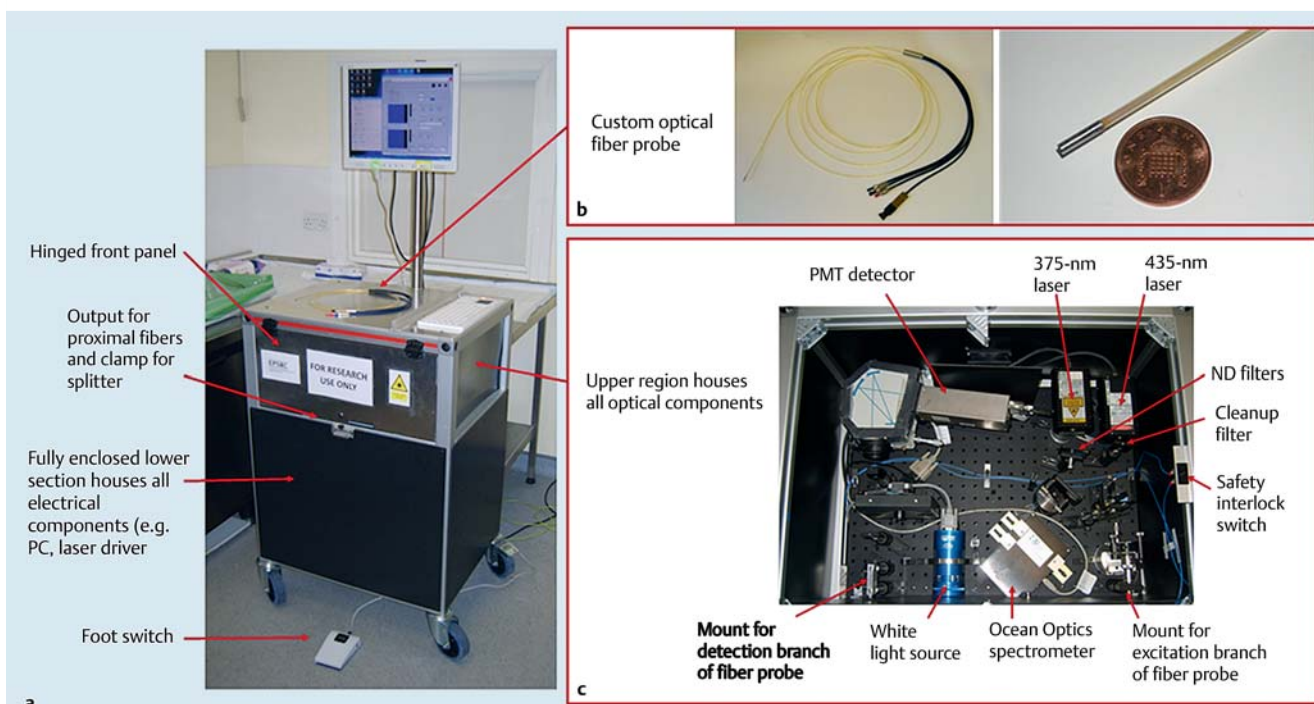 Hinged front panel
Output for
proximal fibers
and clamp for
splitter
Fully enclosed lower
section houses all
electrical
components (e.g.
PC, laser driver
Foot switch
EPSRC
FOR RESEARCH
USE ONLY
a
Custom optical
fiber probe
b
Upper region houses
all optical components
PMT detector
375-nm
laser
435-nm
laser
ND filters
Cleanup
filter
Safety
interlock
switch
Mount for
detection branch
of fiber probe
White
light source
Ocean Optics
spectrometer
Mount for
excitation branch
of fiber probe
c